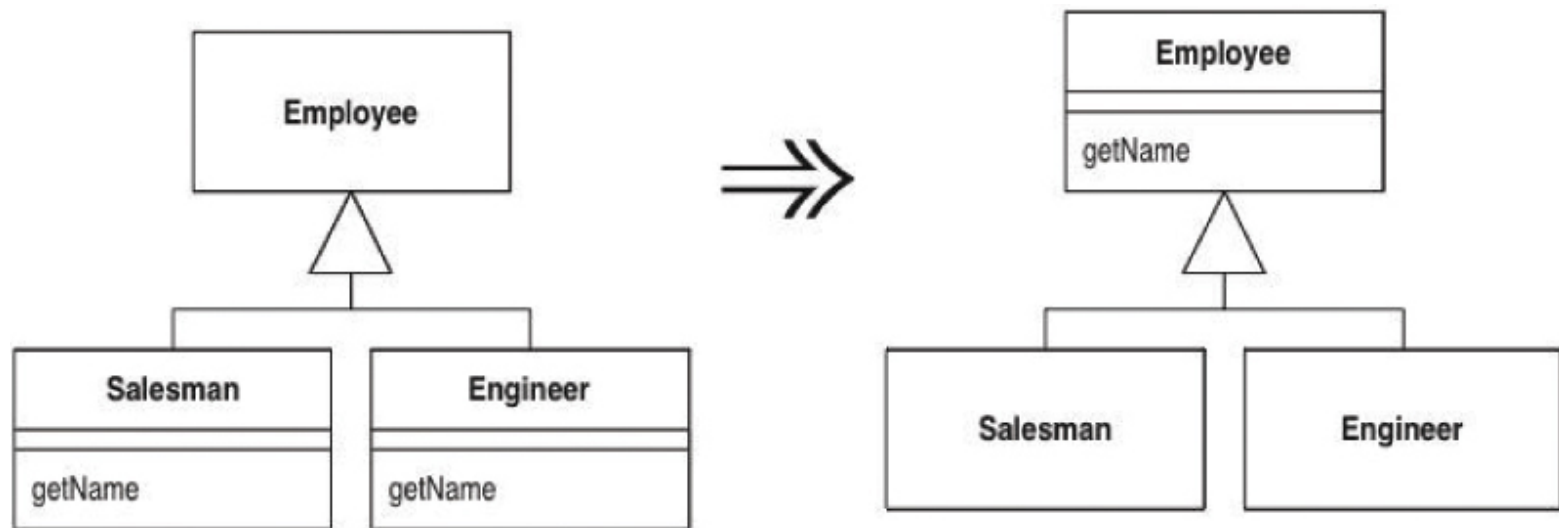 Employee
Salesman
getName
Engineer
getName
Employee
getName
Salesman
Engineer